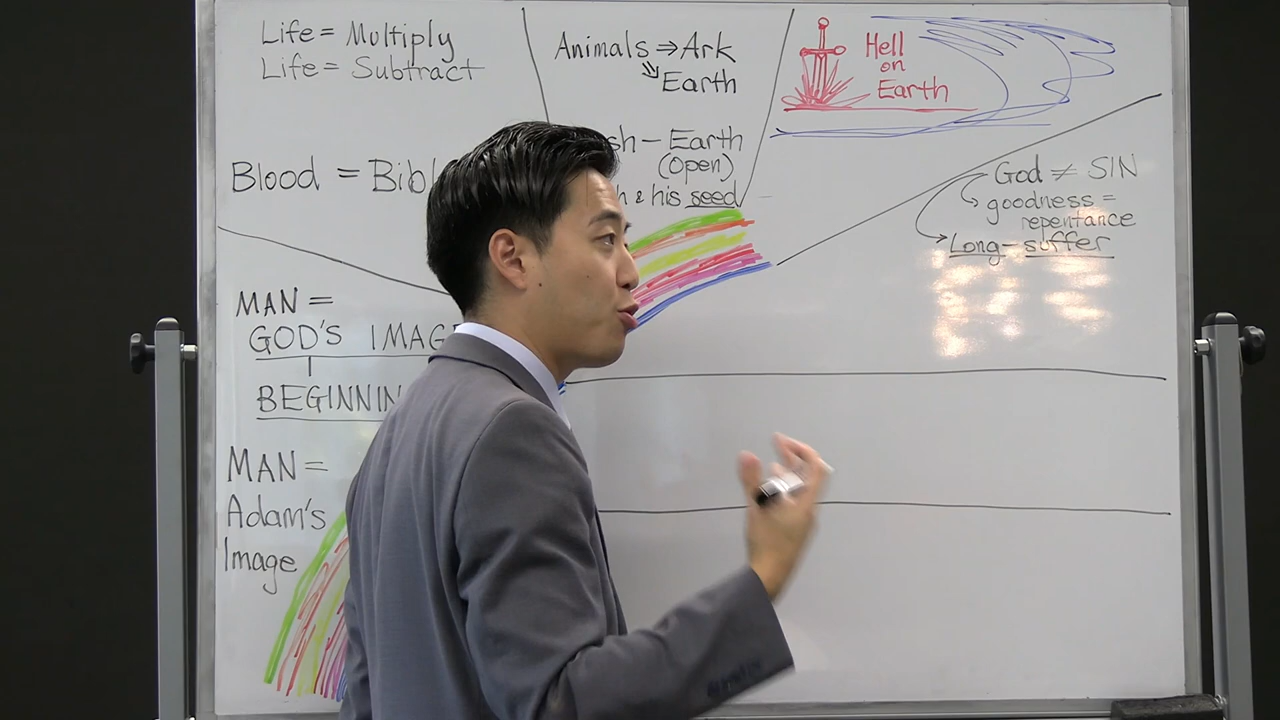 Life = Multiply
Life = Subtract
Blood = Bibl
MAN =
GOD'S IMAG
BEGINNIN
MAN =
Adam's
Image
Animals ⇒ Ark
⇒ Earth
sh - Earth
(Open)
h & his seed
Hell
on
Earth
God ≠ SIN
goodness =
repentance
Long-suffer